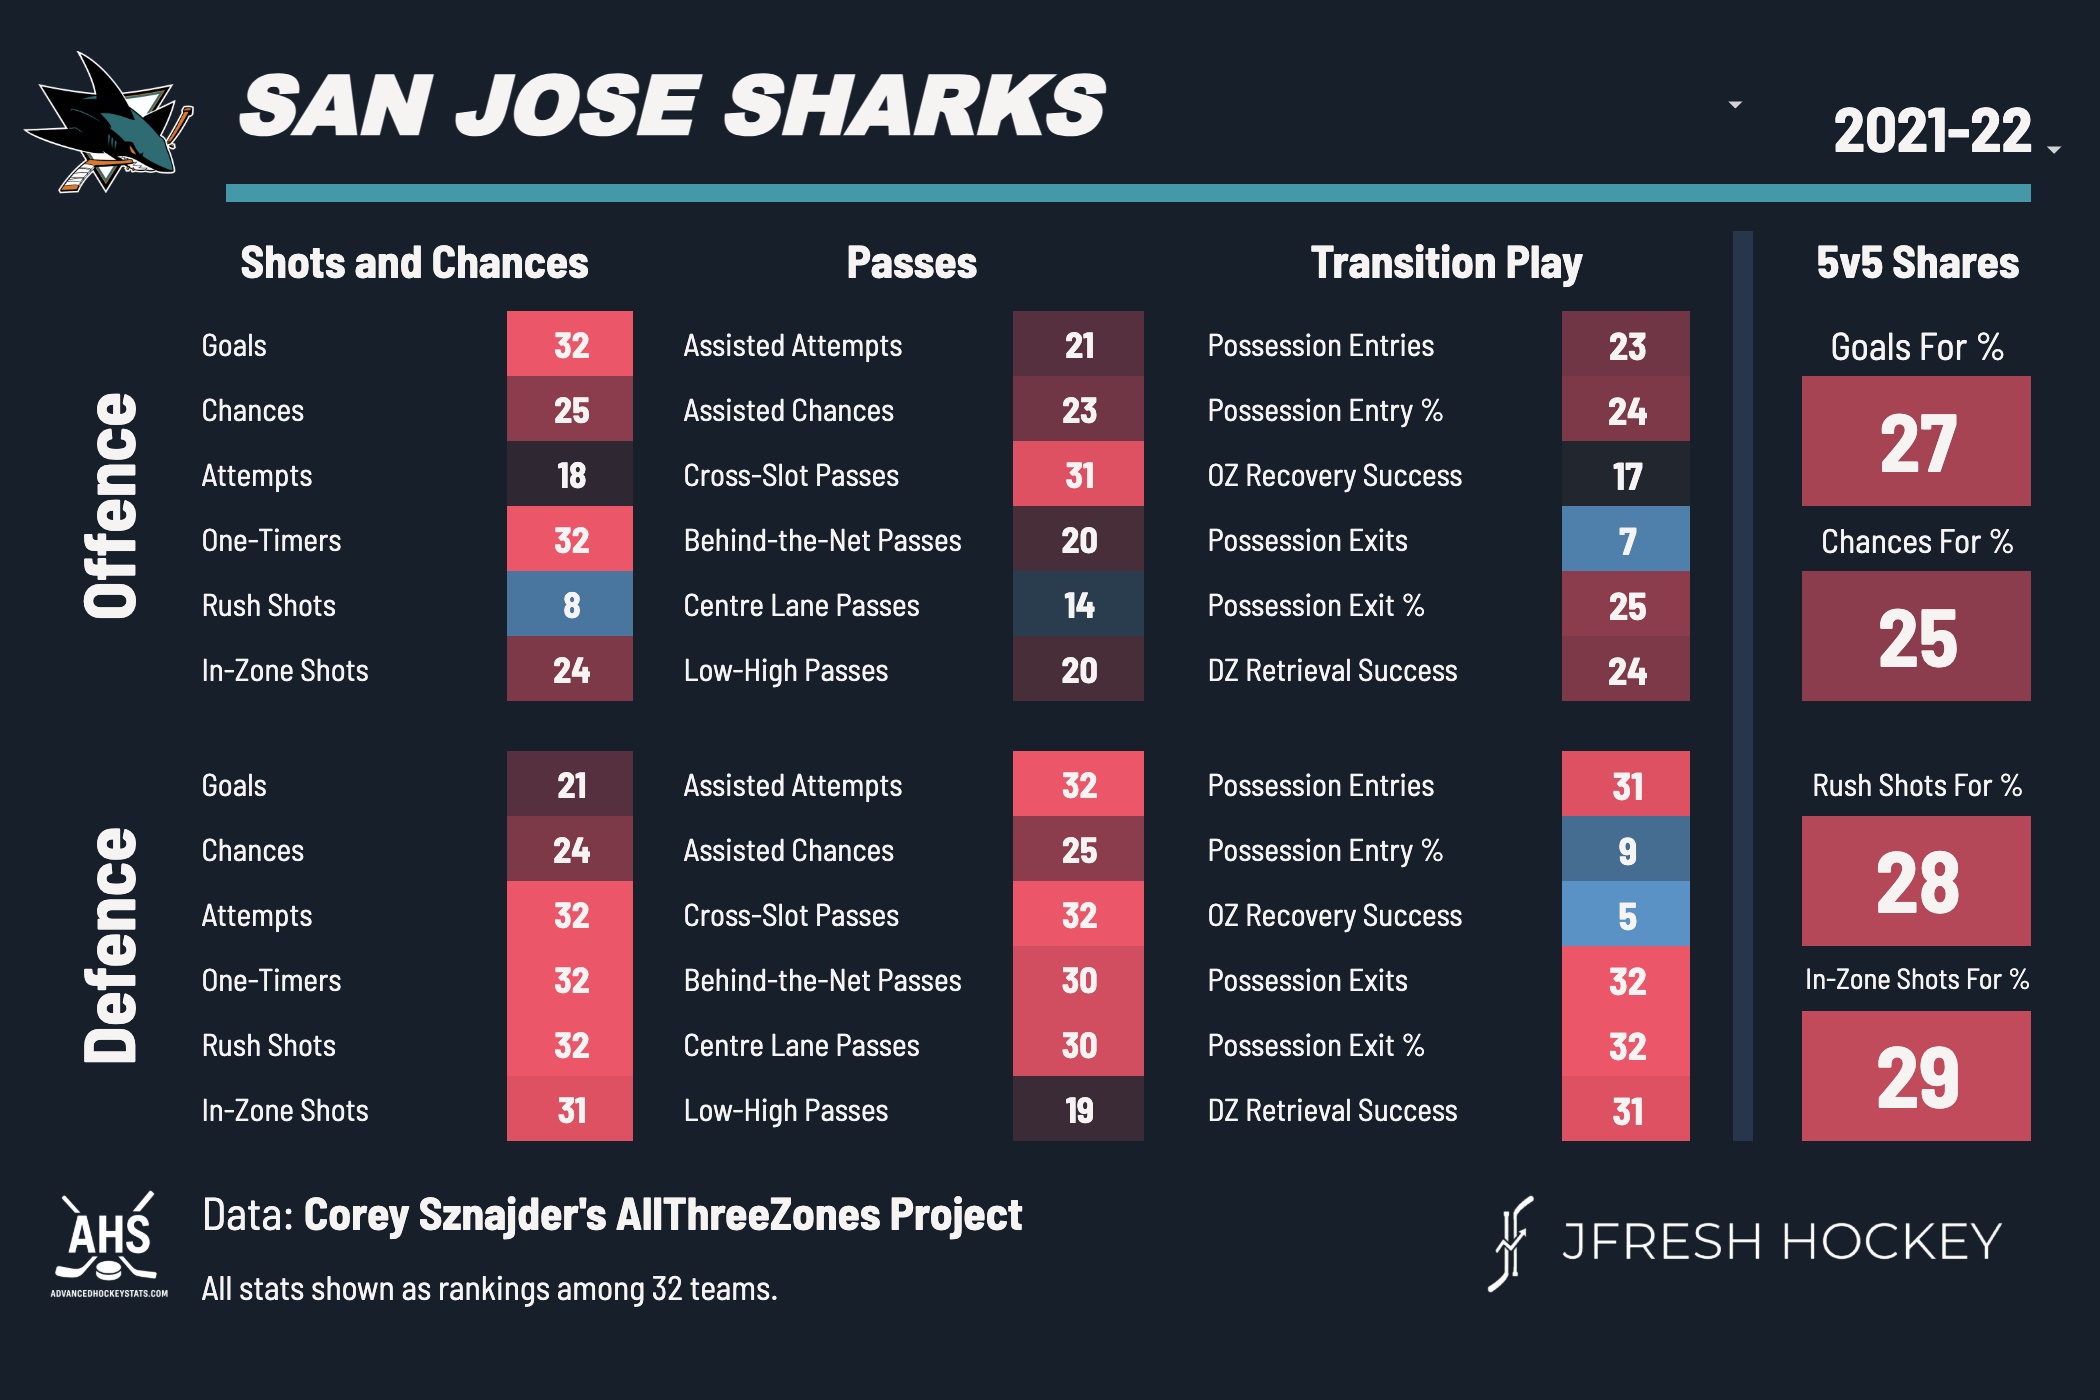 SAN JOSE SHARKS
2021-22
Shots and Chances Passes Transition Play 5v5 Shares
Offence
Goals 32 Assisted Attempts 21 Possession Entries 23 Goals For %
Chances 25 Assisted Chances 23 Possession Entry % 24 27
Attempts 18 Cross-Slot Passes 31 OZ Recovery Success 17
One-Timers 32 Behind-the-Net Passes 20 Possession Exits 7 Chances For %
Rush Shots 8 Centre Lane Passes 14 Possession Exit % 25 25
In-Zone Shots 24 Low-High Passes 20 DZ Retrieval Success 24
Defence
Goals 21 Assisted Attempts 32 Possession Entries 31 Rush Shots For %
Chances 24 Assisted Chances 25 Possession Entry % 9 28
Attempts 32 Cross-Slot Passes 32 OZ Recovery Success 5
One-Timers 32 Behind-the-Net Passes 30 Possession Exits 32 In-Zone Shots For %
Rush Shots 32 Centre Lane Passes 30 Possession Exit % 32 29
In-Zone Shots 31 Low-High Passes 19 DZ Retrieval Success 31
AHS
ADVANCEDHOCKEYSTATS.COM
Data: Corey Sznajder's AllThreeZones Project
All stats shown as rankings among 32 teams.
JFRESH HOCKEY